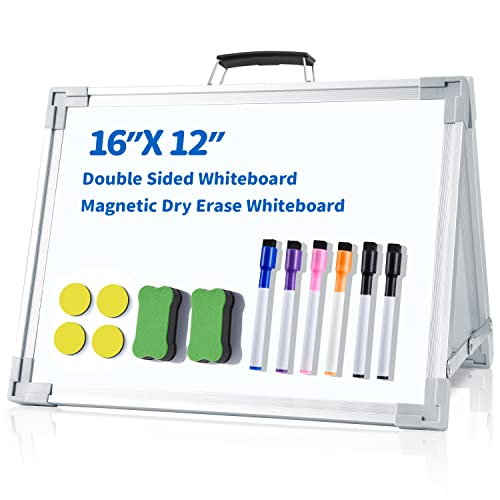 16”X 12”
Double Sided Whiteboard
Magnetic Dry Erase Whiteboard